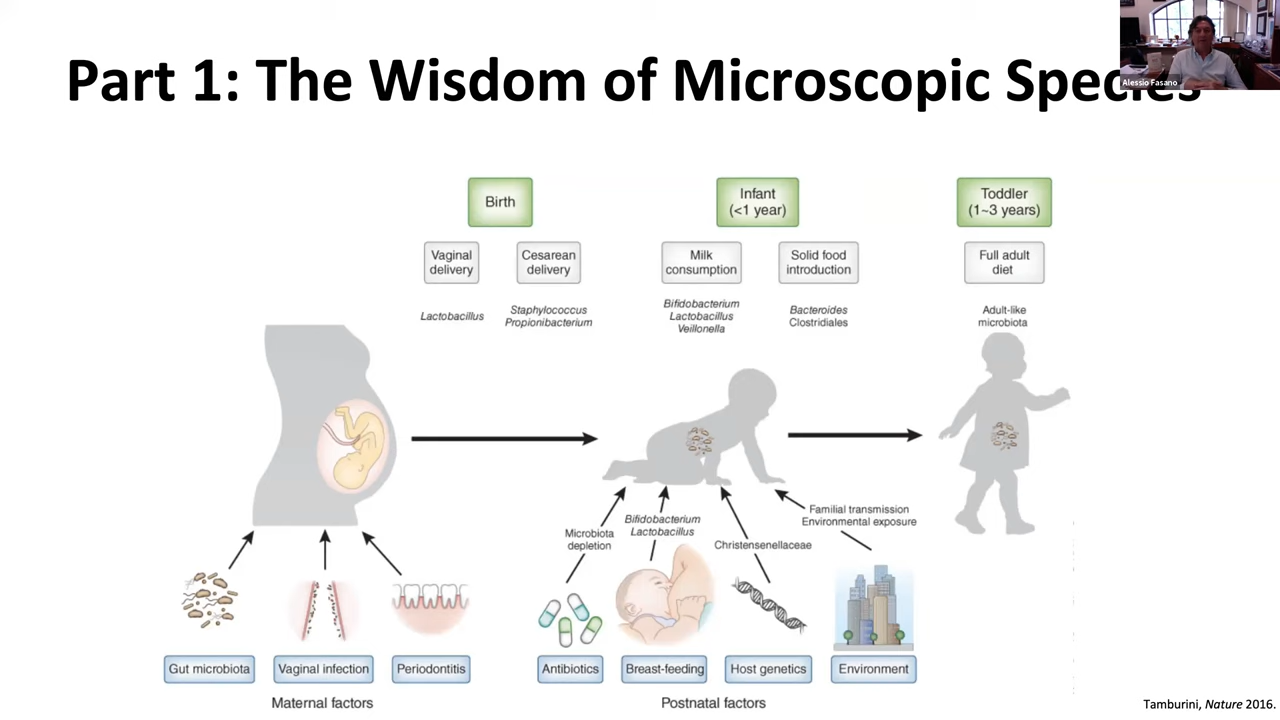 Part 1: The Wisdom of Microscopic Species
Alessio Fasano
Birth
Infant
(<1 year)
Toddler
(1~3 years)
Vaginal
delivery
Cesarean
delivery
Milk
consumption
Solid food
introduction
Full adult
diet
Lactobacillus
Staphylococcus
Propionibacterium
Bifidobacterium
Lactobacillus
Veillonella
Bacteroides
Clostridiales
Adult-like
microbiota
Microbiota
depletion
Bifidobacterium
Lactobacillus
Christensenellaceae
Familial transmission
Environmental exposure
Gut microbiota
Vaginal infection
Periodontitis
Antibiotics
Breast-feeding
Host genetics
Environment
Maternal factors
Postnatal factors
Tamburini, Nature 2016.